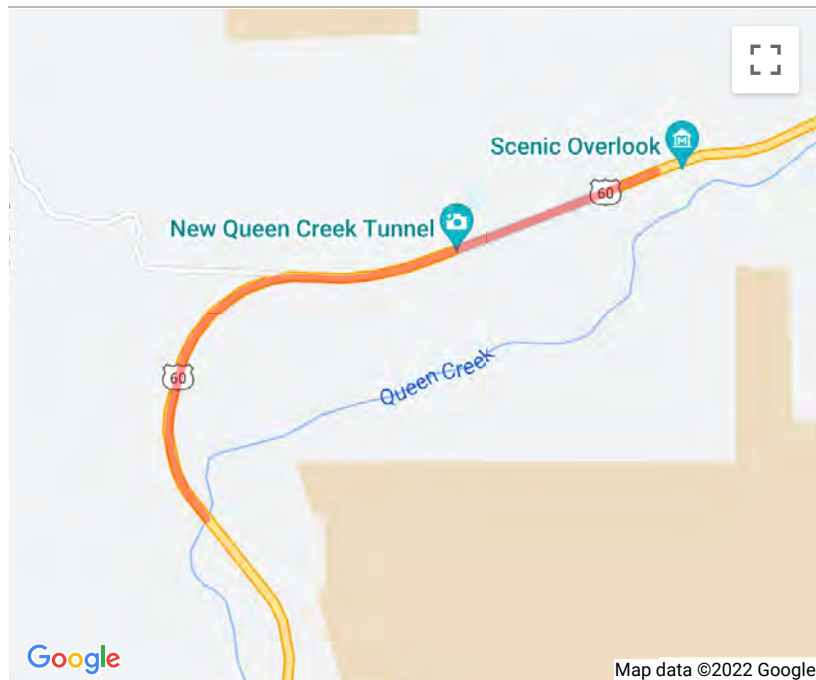 Scenic Overlook
60
New Queen Creek Tunnel
60
Queen Creek
Google
Map data ©2022 Google